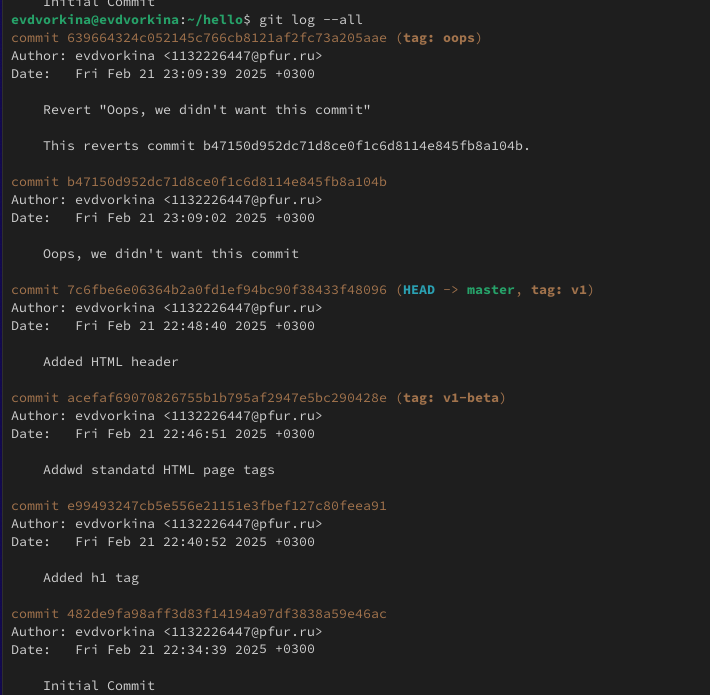 Initial Commit
evdvorkina@evdvorkina:~/hello$ git log --all
commit 639664324c052145c766cb8121af2fc73a205aae (tag: oops)
Author: evdvorkina <1132226447@pfur.ru>
Date:   Fri Feb 21 23:09:39 2025 +0300
Revert "Oops, we didn't want this commit"
This reverts commit b47150d952dc71d8ce0f1c6d8114e845fb8a104b.
commit b47150d952dc71d8ce0f1c6d8114e845fb8a104b
Author: evdvorkina <1132226447@pfur.ru>
Date:   Fri Feb 21 23:09:02 2025 +0300
Oops, we didn't want this commit
commit 7c6fbe6e06364b2a0fd1ef94bc90f38433f48096 (HEAD -> master, tag: v1)
Author: evdvorkina <1132226447@pfur.ru>
Date:   Fri Feb 21 22:48:40 2025 +0300
Added HTML header
commit acefaf69070826755b1b795af2947e5bc290428e (tag: v1-beta)
Author: evdvorkina <1132226447@pfur.ru>
Date:   Fri Feb 21 22:46:51 2025 +0300
Addwd standatd HTML page tags
commit e99493247cb5e556e21151e3fbef127c80feea91
Author: evdvorkina <1132226447@pfur.ru>
Date:   Fri Feb 21 22:40:52 2025 +0300
Added h1 tag
commit 482de9fa98aff3d83f14194a97df3838a59e46ac
Author: evdvorkina <1132226447@pfur.ru>
Date:   Fri Feb 21 22:34:39 2025 +0300
Initial Commit